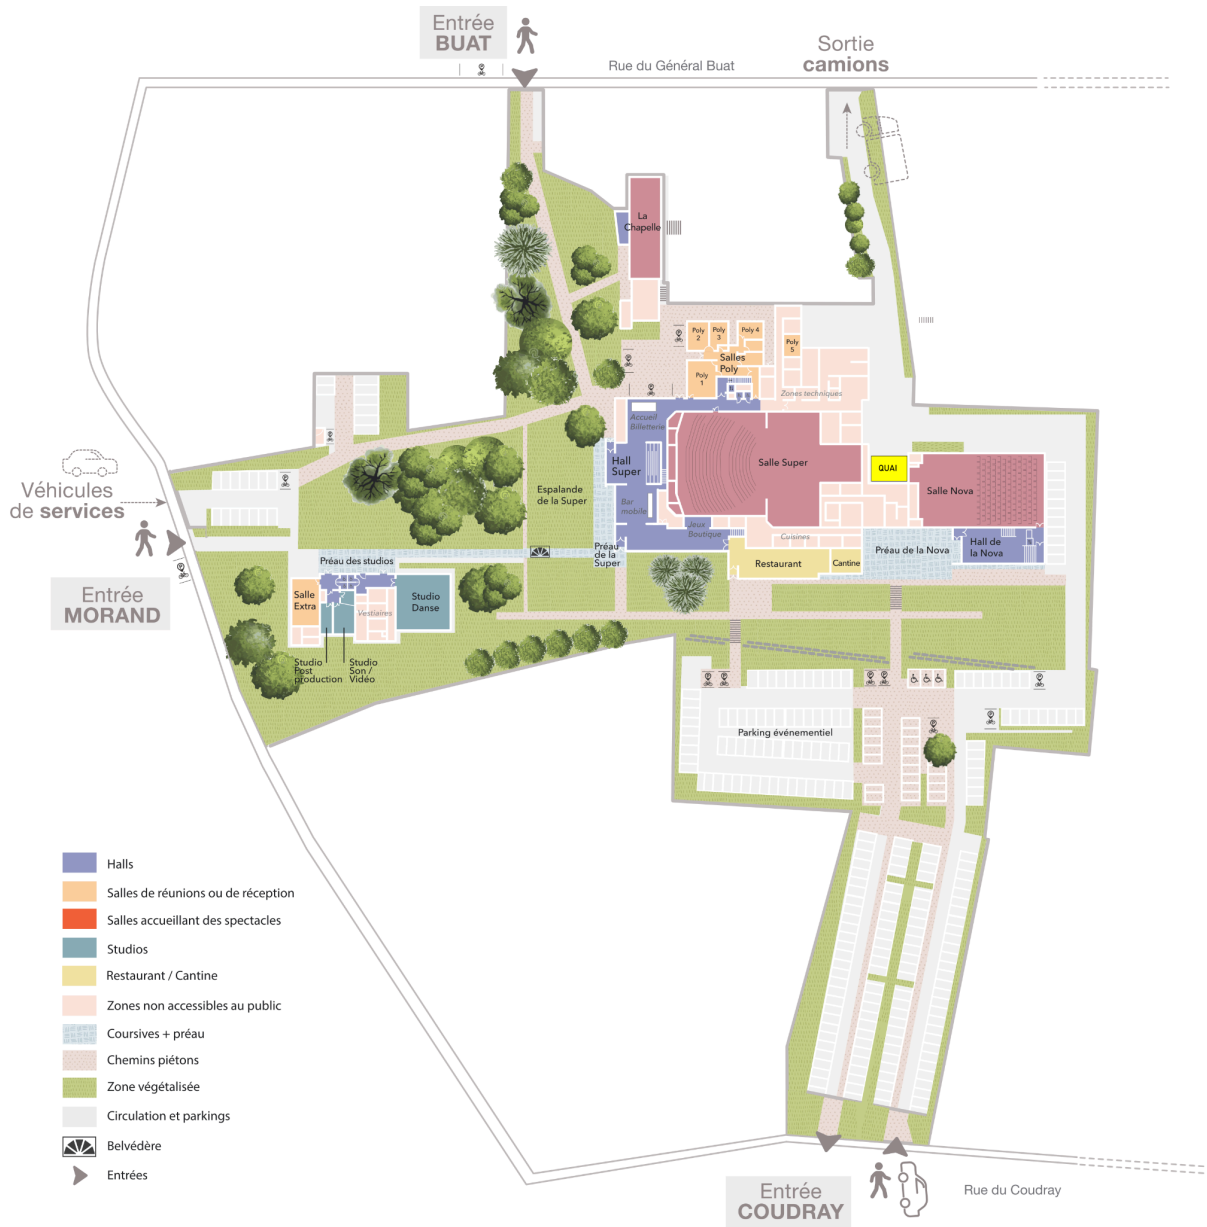 Entrée
BUAT
Rue du Général Buat
Sortie
camions
La
Chapelle
Poly
2
Poly
3
Poly 4
Poly
5
Salles
Poly
Poly
1
Zones techniques
Accueil
Billetterie
Hall
Super
Salle Super
QUAI
Salle Nova
Espalande
de la Super
Bar
mobile
Jeux
Boutique
Cuisines
Préau de la Nova
Hall de
la Nova
Préau
de la
Super
Restaurant
Cantine
Véhicules
de services
Entrée
MORAND
Préau des studios
Salle
Extra
Vestiaires
Studio
Danse
Studio
Post
production
Studio
Son /
Vidéo
Parking événementiel
Halls
Salles de réunions ou de réception
Salles accueillant des spectacles
Studios
Restaurant / Cantine
Zones non accessibles au public
Coursives + préau
Chemins piétons
Zone végétalisée
Circulation et parkings
Belvédère
Entrées
Entrée
COUDRAY
Rue du Coudray